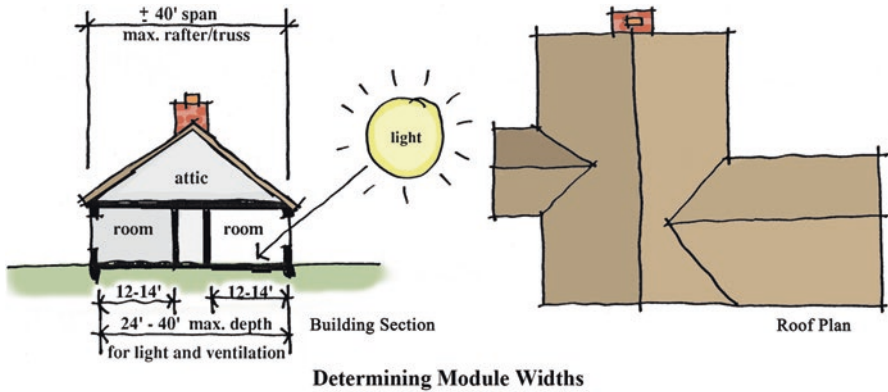 ± 40' span
max. rafter/truss
light
attic
room room
12-14' 12-14'
24' - 40' max. depth
for light and ventilation
Building Section
Roof Plan
Determining Module Widths